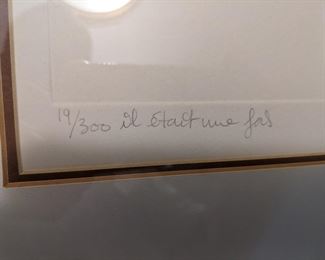 19/300 il était une fois